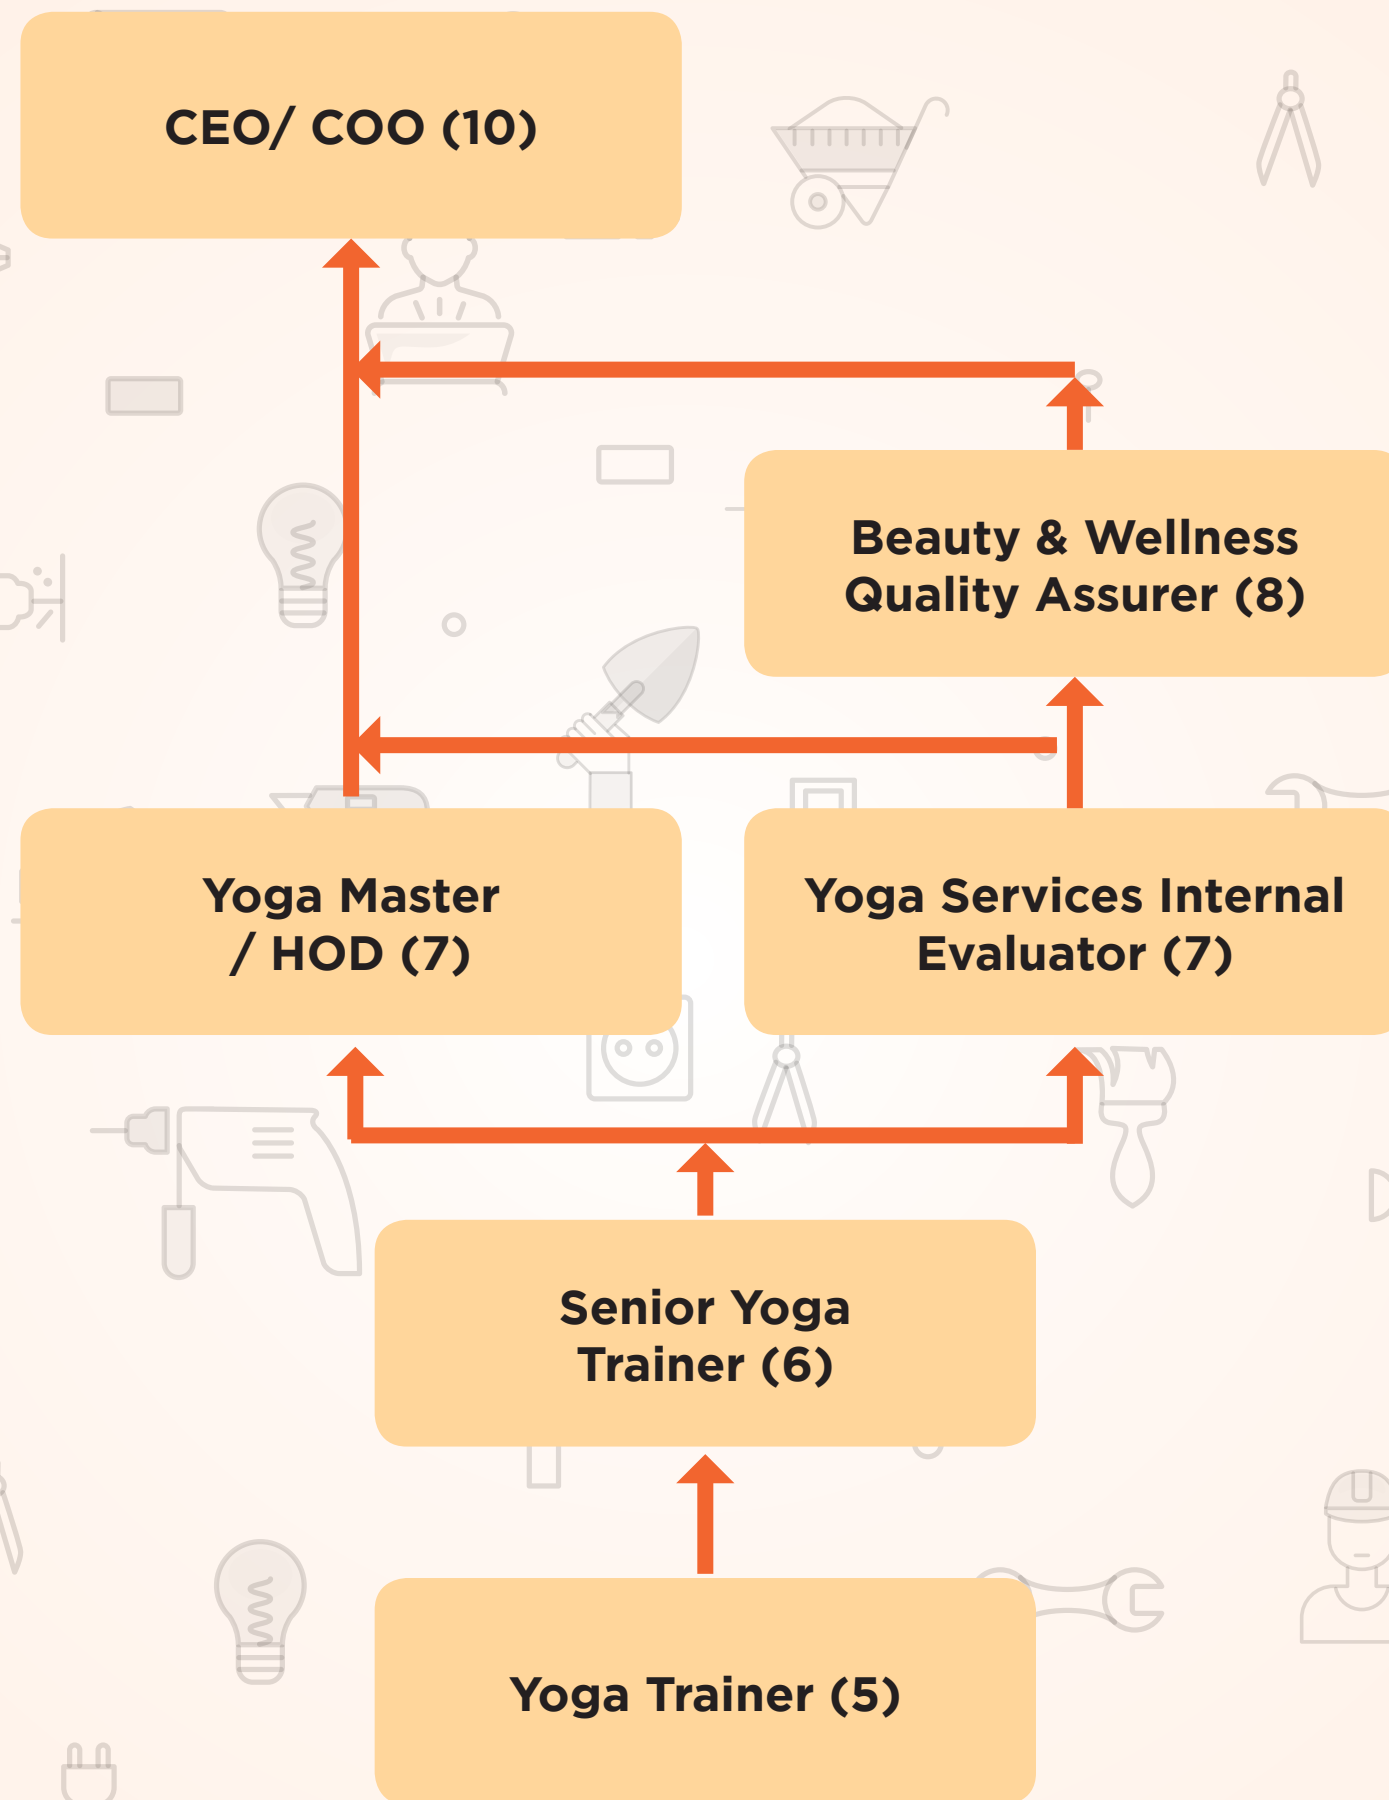 CEO/ COO (10)
Beauty & Wellness
Quality Assurer (8)
Yoga Master
/ HOD (7)
Yoga Services Internal
Evaluator (7)
Senior Yoga
Trainer (6)
Yoga Trainer (5)